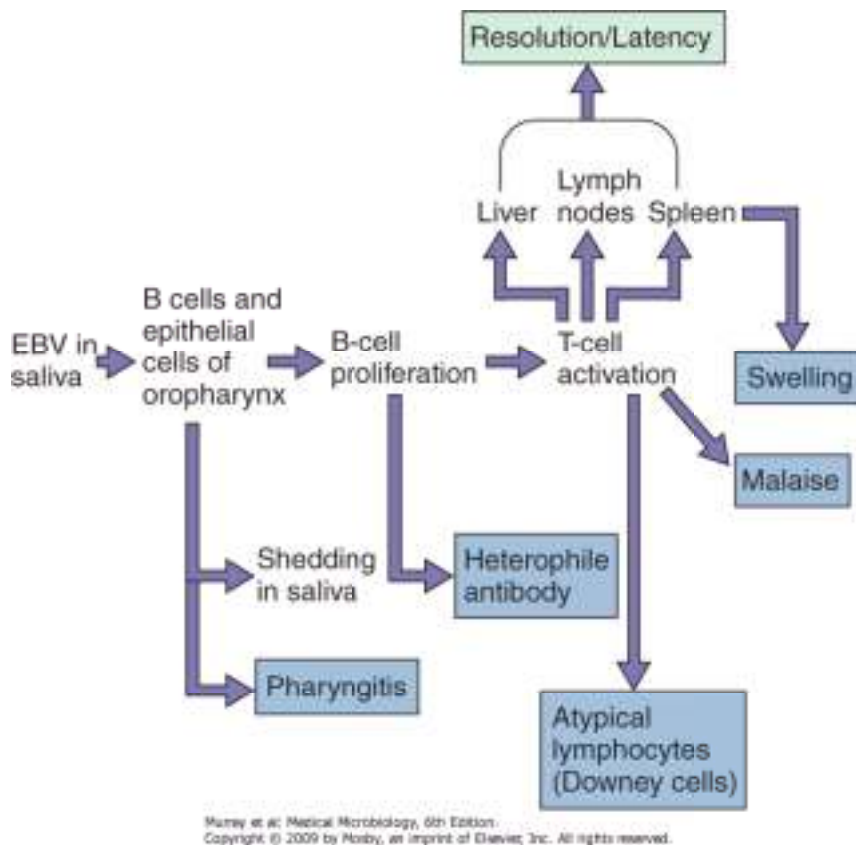 Resolution/Latency
Lymph
Liver nodes Spleen
B cells and
epithelial
cells of
oropharynx
EBV in
saliva
B-cell
proliferation
T-cell
activation
Swelling
Malaise
Shedding
in saliva
Heterophile
antibody
Pharyngitis
Atypical
lymphocytes
(Downey cells)
Murray et al: Medical Microbiology, 6th Edition.
Copyright © 2009 by Mosby, an imprint of Elsevier, Inc. All rights reserved.